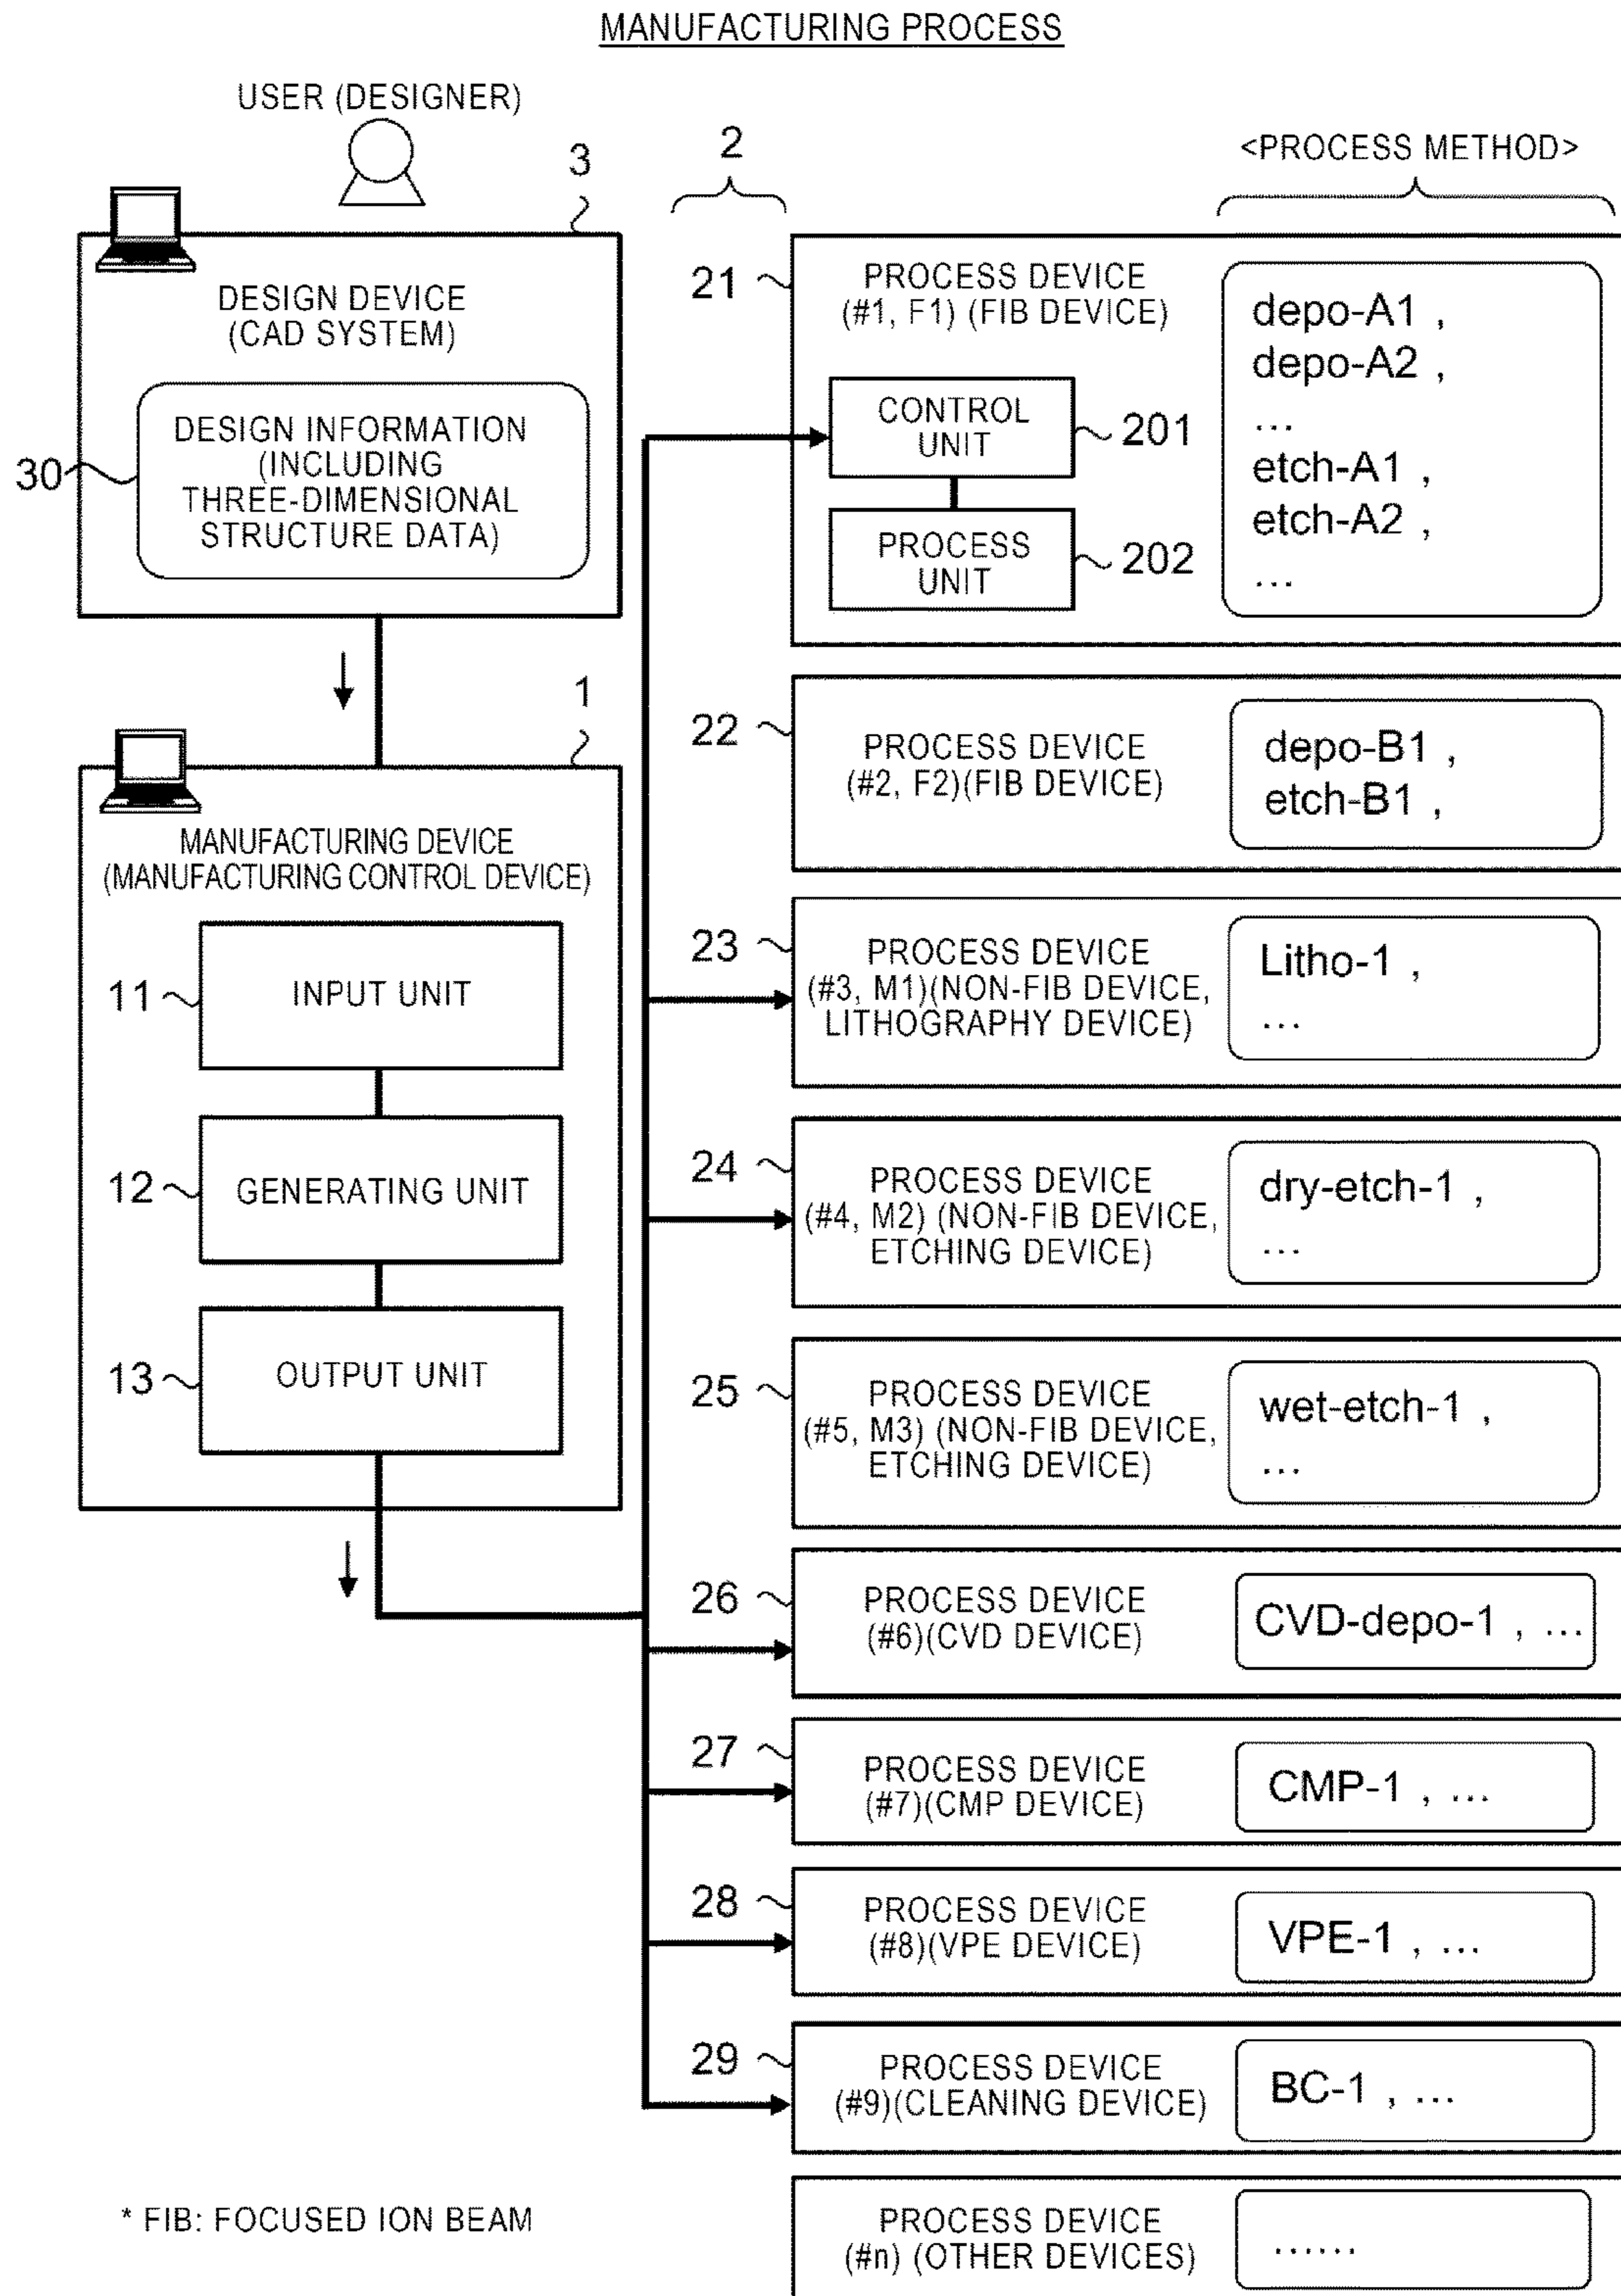 MANUFACTURING PROCESS
USER (DESIGNER)
3
DESIGN DEVICE
(CAD SYSTEM)
30
DESIGN INFORMATION
(INCLUDING
THREE-DIMENSIONAL
STRUCTURE DATA)
1
MANUFACTURING DEVICE
(MANUFACTURING CONTROL DEVICE)
11
INPUT UNIT
12
GENERATING UNIT
13
OUTPUT UNIT
2
<PROCESS METHOD>
21
PROCESS DEVICE
(#1, F1) (FIB DEVICE)
CONTROL
UNIT
201
PROCESS
UNIT
202
depo-A1 ,
depo-A2 ,
...
etch-A1 ,
etch-A2 ,
...
22
PROCESS DEVICE
(#2, F2)(FIB DEVICE)
depo-B1 ,
etch-B1 ,
23
PROCESS DEVICE
(#3, M1)(NON-FIB DEVICE,
LITHOGRAPHY DEVICE)
Litho-1 ,
...
24
PROCESS DEVICE
(#4, M2) (NON-FIB DEVICE,
ETCHING DEVICE)
dry-etch-1 ,
...
25
PROCESS DEVICE
(#5, M3) (NON-FIB DEVICE,
ETCHING DEVICE)
wet-etch-1 ,
...
26
PROCESS DEVICE
(#6)(CVD DEVICE)
CVD-depo-1 , ...
27
PROCESS DEVICE
(#7)(CMP DEVICE)
CMP-1 , ...
28
PROCESS DEVICE
(#8)(VPE DEVICE)
VPE-1 , ...
29
PROCESS DEVICE
(#9)(CLEANING DEVICE)
BC-1 , ...
PROCESS DEVICE
(#n) (OTHER DEVICES)
......
* FIB: FOCUSED ION BEAM